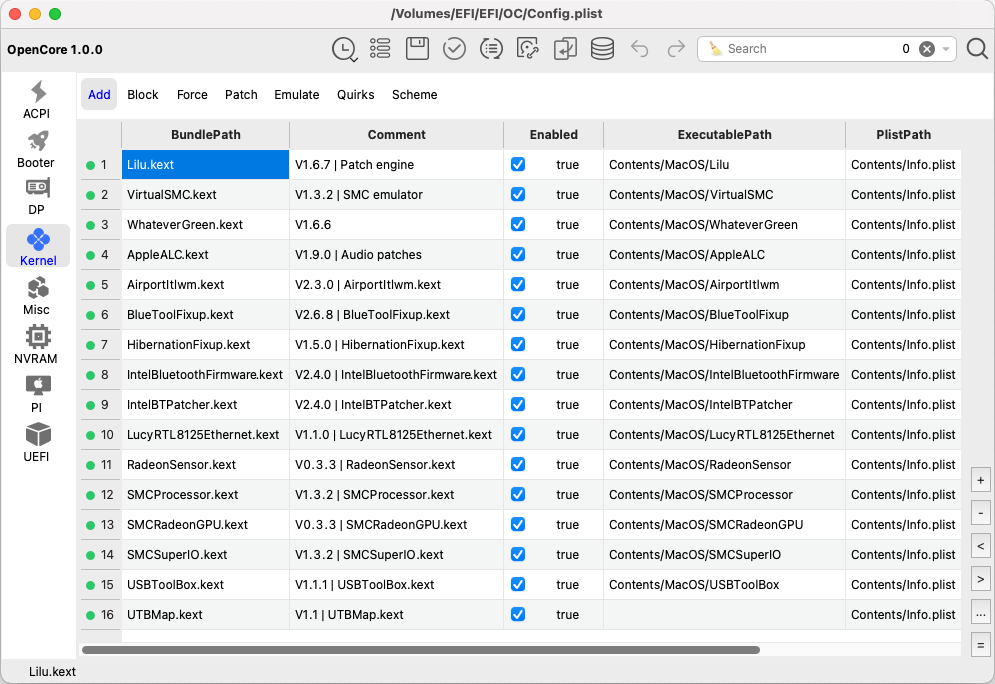 /Volumes/EFI/EFI/OC/Config.plist
OpenCore 1.0.0
Search 0
ACPI
Booter
DP
Kernel
Misc
NVRAM
PI
UEFI
Add Block Force Patch Emulate Quirks Scheme
BundlePath Comment Enabled ExecutablePath PlistPath
1 Lilu.kext V1.6.7 | Patch engine true Contents/MacOS/Lilu Contents/Info.plist
2 VirtualSMC.kext V1.3.2 | SMC emulator true Contents/MacOS/VirtualSMC Contents/Info.plist
3 WhateverGreen.kext V1.6.6 true Contents/MacOS/WhateverGreen Contents/Info.plist
4 AppleALC.kext V1.9.0 | Audio patches true Contents/MacOS/AppleALC Contents/Info.plist
5 AirportItlwm.kext V2.3.0 | AirportItlwm.kext true Contents/MacOS/AirportItlwm Contents/Info.plist
6 BlueToolFixup.kext V2.6.8 | BlueToolFixup.kext true Contents/MacOS/BlueToolFixup Contents/Info.plist
7 HibernationFixup.kext V1.5.0 | HibernationFixup.kext true Contents/MacOS/HibernationFixup Contents/Info.plist
8 IntelBluetoothFirmware.kext V2.4.0 | IntelBluetoothFirmware.kext true Contents/MacOS/IntelBluetoothFirmware Contents/Info.plist
9 IntelBTPatcher.kext V2.4.0 | IntelBTPatcher.kext true Contents/MacOS/IntelBTPatcher Contents/Info.plist
10 LucyRTL8125Ethernet.kext V1.1.0 | LucyRTL8125Ethernet.kext true Contents/MacOS/LucyRTL8125Ethernet Contents/Info.plist
11 RadeonSensor.kext V0.3.3 | RadeonSensor.kext true Contents/MacOS/RadeonSensor Contents/Info.plist
12 SMCProcessor.kext V1.3.2 | SMCProcessor.kext true Contents/MacOS/SMCProcessor Contents/Info.plist
13 SMCRadeonGPU.kext V0.3.3 | SMCRadeonGPU.kext true Contents/MacOS/SMCRadeonGPU Contents/Info.plist
14 SMCSuperIO.kext V1.3.2 | SMCSuperIO.kext true Contents/MacOS/SMCSuperIO Contents/Info.plist
15 USBToolBox.kext V1.1.1 | USBToolBox.kext true Contents/MacOS/USBToolBox Contents/Info.plist
16 UTBMap.kext V1.1 | UTBMap.kext true Contents/Info.plist
+
-
<
>
...
=
Lilu.kext